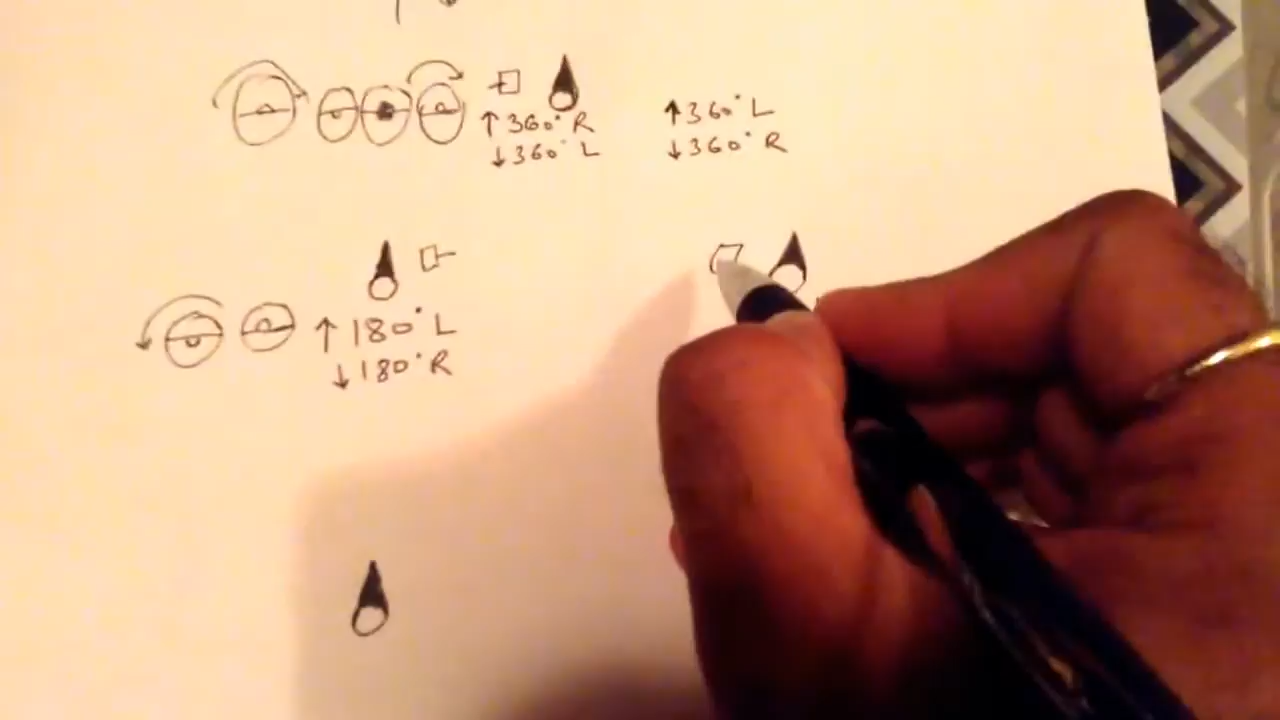 ↑360° R
↓360° L
↑360° L
↓360° R
↑180° L
↓180° R